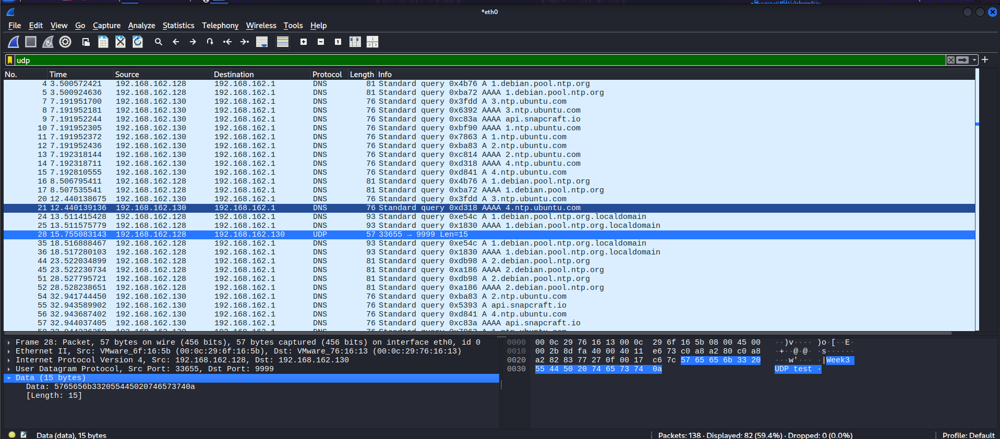 *eth0
File Edit View Go Capture Analyze Statistics Telephony Wireless Tools Help
udp
No. Time Source Destination Protocol Length Info
4 3.500572421 192.168.162.128 192.168.162.1 DNS 81 Standard query 0x4b76 A 1.debian.pool.ntp.org
5 3.500924636 192.168.162.128 192.168.162.1 DNS 81 Standard query 0xba72 AAAA 1.debian.pool.ntp.org
7 7.191951700 192.168.162.130 192.168.162.1 DNS 76 Standard query 0x3fdd A 3.ntp.ubuntu.com
8 7.191952181 192.168.162.130 192.168.162.1 DNS 76 Standard query 0x6392 AAAA 3.ntp.ubuntu.com
9 7.191952244 192.168.162.130 192.168.162.1 DNS 76 Standard query 0xc83a AAAA api.snapcraft.io
10 7.191952305 192.168.162.130 192.168.162.1 DNS 76 Standard query 0xbf90 AAAA 1.ntp.ubuntu.com
11 7.191952372 192.168.162.130 192.168.162.1 DNS 76 Standard query 0x7863 A 1.ntp.ubuntu.com
12 7.191952436 192.168.162.130 192.168.162.1 DNS 76 Standard query 0xba83 A 2.ntp.ubuntu.com
13 7.192318144 192.168.162.130 192.168.162.1 DNS 76 Standard query 0xc814 AAAA 2.ntp.ubuntu.com
14 7.192318711 192.168.162.130 192.168.162.1 DNS 76 Standard query 0xd318 AAAA 4.ntp.ubuntu.com
15 7.192810555 192.168.162.130 192.168.162.1 DNS 76 Standard query 0xd841 A 4.ntp.ubuntu.com
16 8.506795411 192.168.162.128 192.168.162.1 DNS 81 Standard query 0x4b76 A 1.debian.pool.ntp.org
17 8.507535541 192.168.162.128 192.168.162.1 DNS 81 Standard query 0xba72 AAAA 1.debian.pool.ntp.org
20 12.440138675 192.168.162.130 192.168.162.1 DNS 76 Standard query 0x3fdd A 3.ntp.ubuntu.com
21 12.440139136 192.168.162.130 192.168.162.1 DNS 76 Standard query 0xd318 AAAA 4.ntp.ubuntu.com
24 13.511415428 192.168.162.128 192.168.162.1 DNS 93 Standard query 0xe54c A 1.debian.pool.ntp.org.localdomain
25 13.511575779 192.168.162.128 192.168.162.1 DNS 93 Standard query 0x1830 AAAA 1.debian.pool.ntp.org.localdomain
28 15.755083143 192.168.162.128 192.168.162.130 UDP 57 33655 → 9999 Len=15
35 18.516888467 192.168.162.128 192.168.162.1 DNS 93 Standard query 0xe54c A 1.debian.pool.ntp.org.localdomain
36 18.517280103 192.168.162.128 192.168.162.1 DNS 93 Standard query 0x1830 AAAA 1.debian.pool.ntp.org.localdomain
44 23.522034899 192.168.162.128 192.168.162.1 DNS 81 Standard query 0xdb98 A 2.debian.pool.ntp.org
45 23.522230734 192.168.162.128 192.168.162.1 DNS 81 Standard query 0xa186 AAAA 2.debian.pool.ntp.org
51 28.527795721 192.168.162.128 192.168.162.1 DNS 81 Standard query 0xdb98 A 2.debian.pool.ntp.org
52 28.528238651 192.168.162.128 192.168.162.1 DNS 81 Standard query 0xa186 AAAA 2.debian.pool.ntp.org
54 32.941744450 192.168.162.130 192.168.162.1 DNS 76 Standard query 0xba83 A 2.ntp.ubuntu.com
55 32.943589902 192.168.162.130 192.168.162.1 DNS 76 Standard query 0x5393 A api.snapcraft.io
56 32.943687402 192.168.162.130 192.168.162.1 DNS 76 Standard query 0xd841 A 4.ntp.ubuntu.com
57 32.944037405 192.168.162.130 192.168.162.1 DNS 76 Standard query 0xc83a AAAA api.snapcraft.io
Frame 28: Packet, 57 bytes on wire (456 bits), 57 bytes captured (456 bits) on interface eth0, id 0
Ethernet II, Src: VMware_6f:16:5b (00:0c:29:6f:16:5b), Dst: VMware_76:16:13 (00:0c:29:76:16:13)
Internet Protocol Version 4, Src: 192.168.162.128, Dst: 192.168.162.130
User Datagram Protocol, Src Port: 33655, Dst Port: 9999
Data (15 bytes)
Data: 5765656b332055445020746573740a
[Length: 15]
0000 00 0c 29 76 16 13 00 0c 29 6f 16 5b 08 00 45 00 ··)v···· )o·[··E·
0010 00 2b 8d fa 40 00 40 11 e6 73 c0 a8 a2 80 c0 a8 ·+··@·@· ·s······
0020 a2 82 83 77 27 0f 00 17 c6 7c 57 65 65 6b 33 20 ···w'··· ·|Week3
0030 55 44 50 20 74 65 73 74 0a UDP test ·
Data (data), 15 bytes
Packets: 138 · Displayed: 82 (59.4%) · Dropped: 0 (0.0%)
Profile: Default